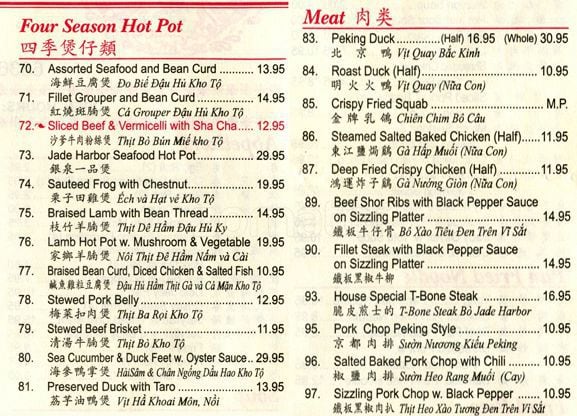 Four Season Hot Pot
四季煲仔類
70. Assorted Seafood and Bean Curd ........... 13.95
海鮮豆腐煲 Đo Biể Đậu Hủ Kho Tộ
71. Fillet Grouper and Bean Curd ................. 14.95
紅燒斑腩煲 Cá Grouper Đậu Hủ Kho Tộ
72. Sliced Beef & Vermicelli with Sha Cha..... 12.95
沙爹牛肉粉絲煲 Thịt Bò Bún Miế kho Tộ
73. Jade Harbor Seafood Hot Pot................. 29.95
銀泉一品煲
74. Sauteed Frog with Chestnut................... 19.95
栗子田雞煲 Ếch và Hạt vẻ Kho Tộ
75. Braised Lamb with Bean Thread ............ 14.95
枝竹羊腩煲 Thịt Dê Hầm Đậu Hủ Ky
76. Lamb Hot Pot w. Mushroom & Vegetable 19.95
家鄉羊腩煲 Nôi Thịt Dê Hầm Nấm và Cài
77. Braised Bean Curd, Diced Chicken & Salted Fish 10.95
鹹魚雞粒豆腐煲 Đậu Hủ Hầm Thịt Gà và Cá Mặn Kho Tộ
78. Stewed Pork Belly .................................. 12.95
梅菜扣肉煲 Thịt Ba Rọi Kho Tộ
79. Stewed Beef Brisket ............................... 11.95
清湯牛腩煲 Thịt Bò Kho Tộ
80. Sea Cucumber & Duck Feet w. Oyster Sauce.. 29.95
海參鴨掌煲 HảiSâm & Chân Ngỗng Dầu Hao Kho Tộ
81. Preserved Duck with Taro ...................... 13.95
荔子油鴨煲 Vịt Hầ Khoai Môn, Nồi
Meat 肉类
83. Peking Duck..............(Half) 16.95 (Whole) 30.95
北京鴨 Vịt Quay Bắc Kinh
84. Roast Duck (Half)................................... 10.95
明火火鴨 Vịt Quay (Nữa Con)
85. Crispy Fried Squab ................................ M.P.
金牌乳鴿 Chiên Chim Bồ Câu
86. Steamed Salted Baked Chicken (Half)....11.95
東江鹽焗鷄 Gà Hấp Muối (Nữa Con)
87. Deep Fried Crispy Chicken (Half) ........... 11.95
鴻運炸子鷄 Gà Nướng Giòn (Nữa Con)
89. Beef Shor Ribs with Black Pepper Sauce
on Sizzling Platter ................................... 14.95
鐵板牛仔骨 Bò Xào Tiêu Đen Trên Vĩ Sắt
90. Fillet Steak with Black Pepper Sauce
on Sizzling Platter ................................... 14.95
鐵板黑椒牛柳
93. House Special T-Bone Steak .................. 16.95
脆皮煎士的 T-Bone Steak Bò Jade Harbor
95. Pork Chop Peking Style......................... 10.95
京都肉排 Sườn Nương Kiểu Peking
96. Salted Baked Pork Chop with Chili ......... 10.95
椒鹽肉排 Sườn Heo Rang Muối (Cay)
97. Sizzling Pork Chop w. Black Pepper....... 10.95
鐵板黑椒肉扒 Thịt Heo Xào Tương Đen Trên Vĩ Sắt